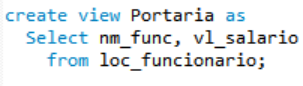 create view Portaria as
Select nm_func, vl_salario
from loc_funcionario;